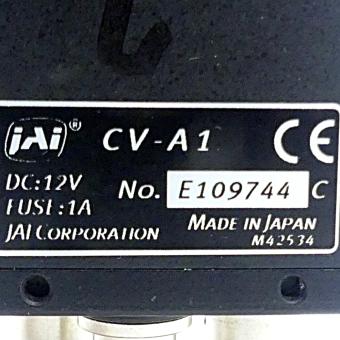 JAi® CV-A1 CE
DC:12V No. E109744 C
FUSE:1A MADE IN JAPAN
JAI CORPORATION M42534